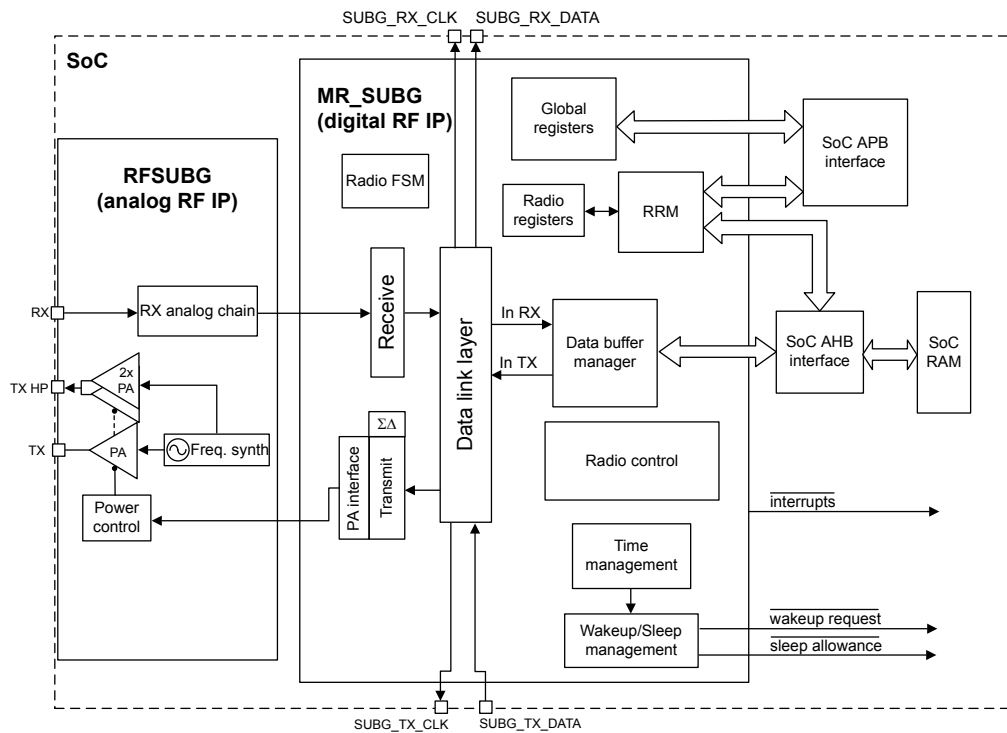 SUBG_RX_CLK
SUBG_RX_DATA
SoC
MR_SUBG
(digital RF IP)
Global
registers
SoC APB
interface
RFSUBG
(analog RF IP)
Radio FSM
Radio
registers
RRM
RX
RX analog chain
Receive
Data link layer
In RX
In TX
Data buffer
manager
SoC AHB
interface
SoC
RAM
2x
PA
TX HP
TX
PA
Freq. synth
ΣΔ
PA interface
Transmit
Radio control
Power
control
interrupts
Time
management
Wakeup/Sleep
management
wakeup request
sleep allowance
SUBG_TX_CLK
SUBG_TX_DATA